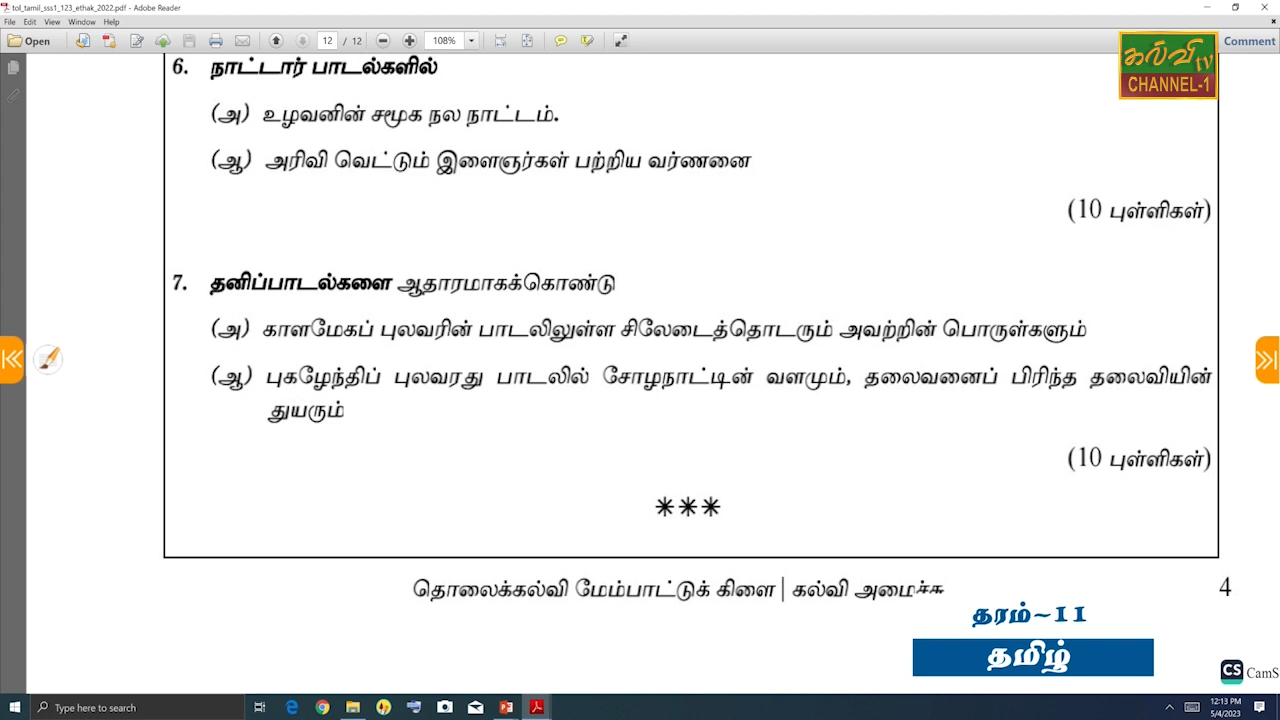 tol_tamil_sss1_123_ethak_2022.pdf - Adobe Reader
File Edit View Window Help
Open 12 / 12 108% Comment
கல்வி tv
CHANNEL-1
6. நாட்டார் பாடல்களில்
(அ) உழவனின் சமூக நல நாட்டம்.
(ஆ) அரிவி வெட்டும் இளைஞர்கள் பற்றிய வர்ணனை
(10 புள்ளிகள்)
7. தனிப்பாடல்களை ஆதாரமாகக்கொண்டு
(அ) காளமேகப் புலவரின் பாடலிலுள்ள சிலேடைத்தொடரும் அவற்றின் பொருள்களும்
(ஆ) புகழேந்திப் புலவரது பாடலில் சோழநாட்டின் வளமும், தலைவனைப் பிரிந்த தலைவியின்
துயரும்
(10 புள்ளிகள்)
***
தொலைக்கல்வி மேம்பாட்டுக் கிளை | கல்வி 4
தரம்-11
தமிழ்
CS CamS
Type here to search
12:13 PM
5/4/2023